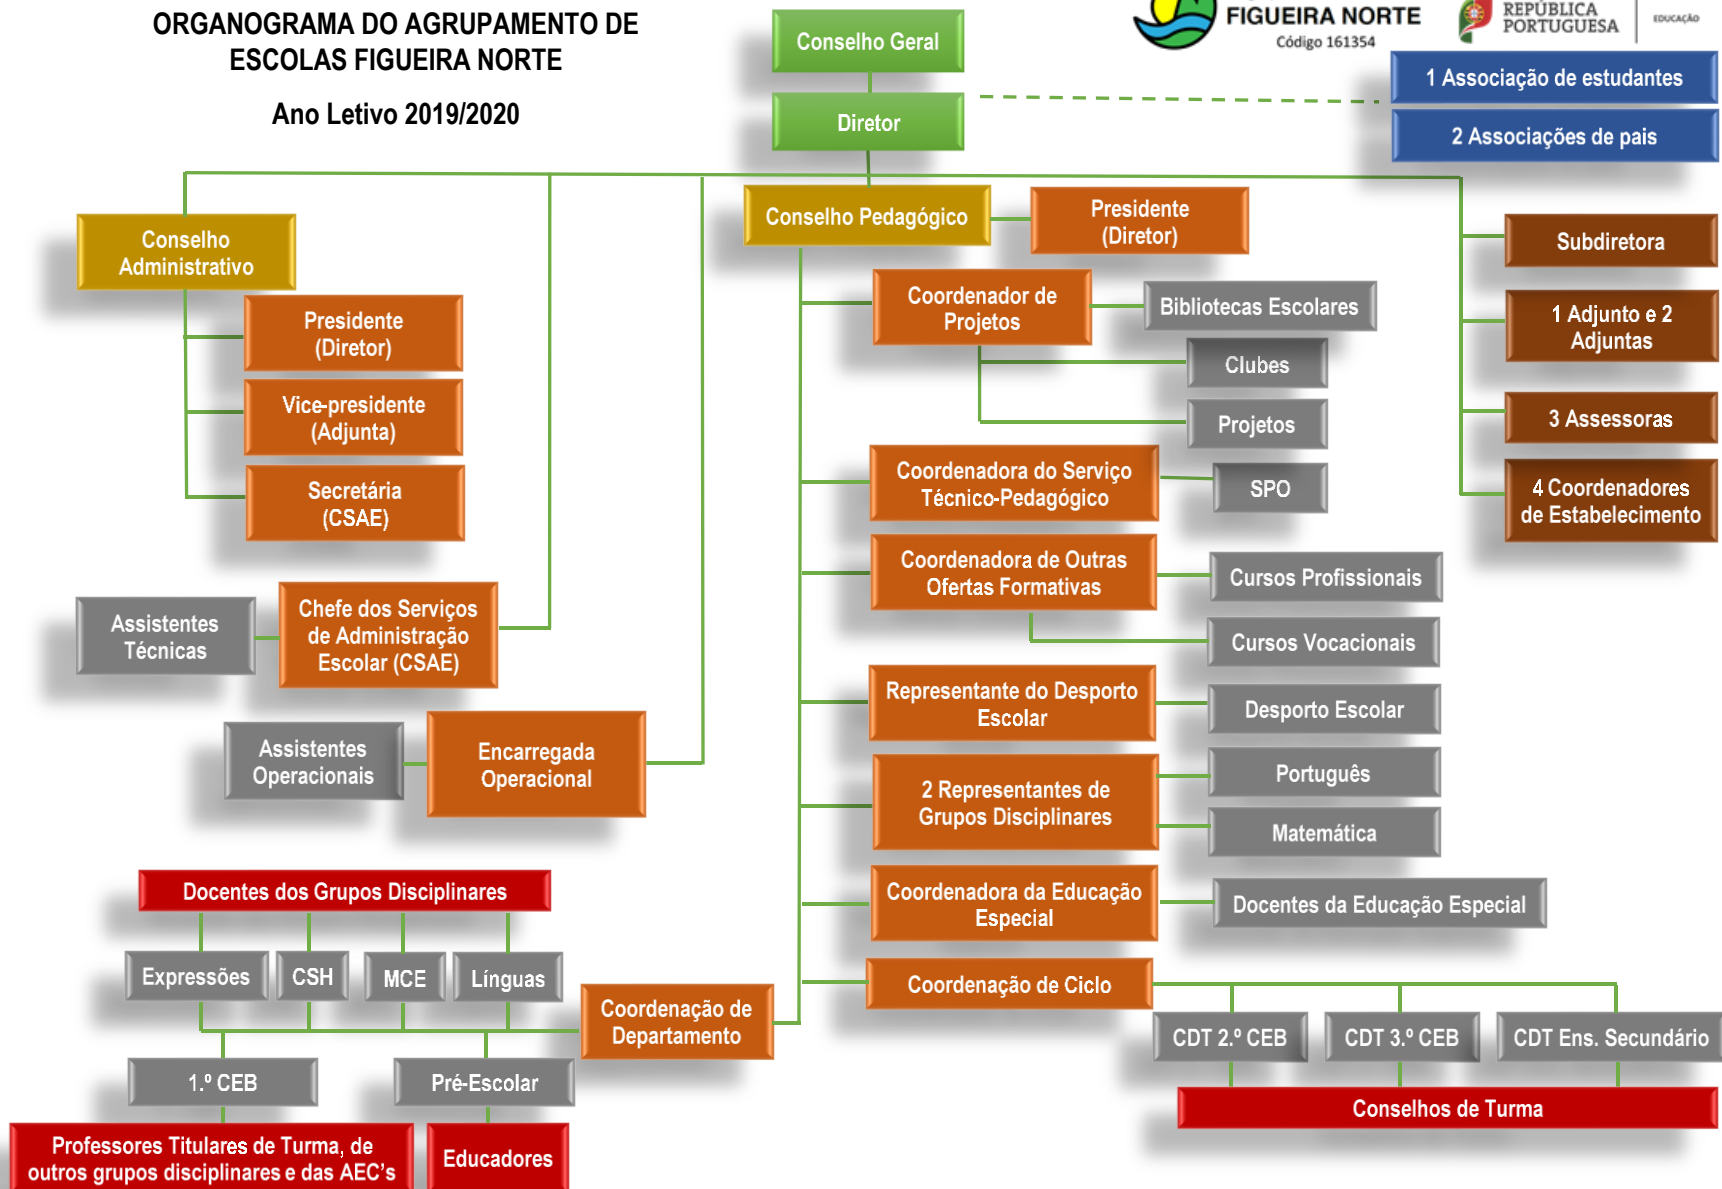 ORGANOGRAMA DO AGRUPAMENTO DE
ESCOLAS FIGUEIRA NORTE
Ano Letivo 2019/2020
FIGUEIRA NORTE
Código 161354
REPÚBLICA
PORTUGUESA
EDUCAÇÃO
Conselho Geral
Diretor
1 Associação de estudantes
2 Associações de pais
Conselho
Administrativo
Presidente
(Diretor)
Vice-presidente
(Adjunta)
Secretária
(CSAE)
Assistentes
Técnicas
Chefe dos Serviços
de Administração
Escolar (CSAE)
Assistentes
Operacionais
Encarregada
Operacional
Conselho Pedagógico
Presidente
(Diretor)
Coordenador de
Projetos
Bibliotecas Escolares
Clubes
Projetos
Coordenadora do Serviço
Técnico-Pedagógico
SPO
Coordenadora de Outras
Ofertas Formativas
Cursos Profissionais
Cursos Vocacionais
Representante do Desporto
Escolar
Desporto Escolar
2 Representantes de
Grupos Disciplinares
Português
Matemática
Coordenadora da Educação
Especial
Docentes da Educação Especial
Coordenação de Ciclo
CDT 2.º CEB
CDT 3.º CEB
CDT Ens. Secundário
Conselhos de Turma
Subdiretora
1 Adjunto e 2
Adjuntas
3 Assessoras
4 Coordenadores
de Estabelecimento
Docentes dos Grupos Disciplinares
Expressões
CSH
MCE
Línguas
Coordenação de
Departamento
1.º CEB
Pré-Escolar
Professores Titulares de Turma, de
outros grupos disciplinares e das AEC's
Educadores